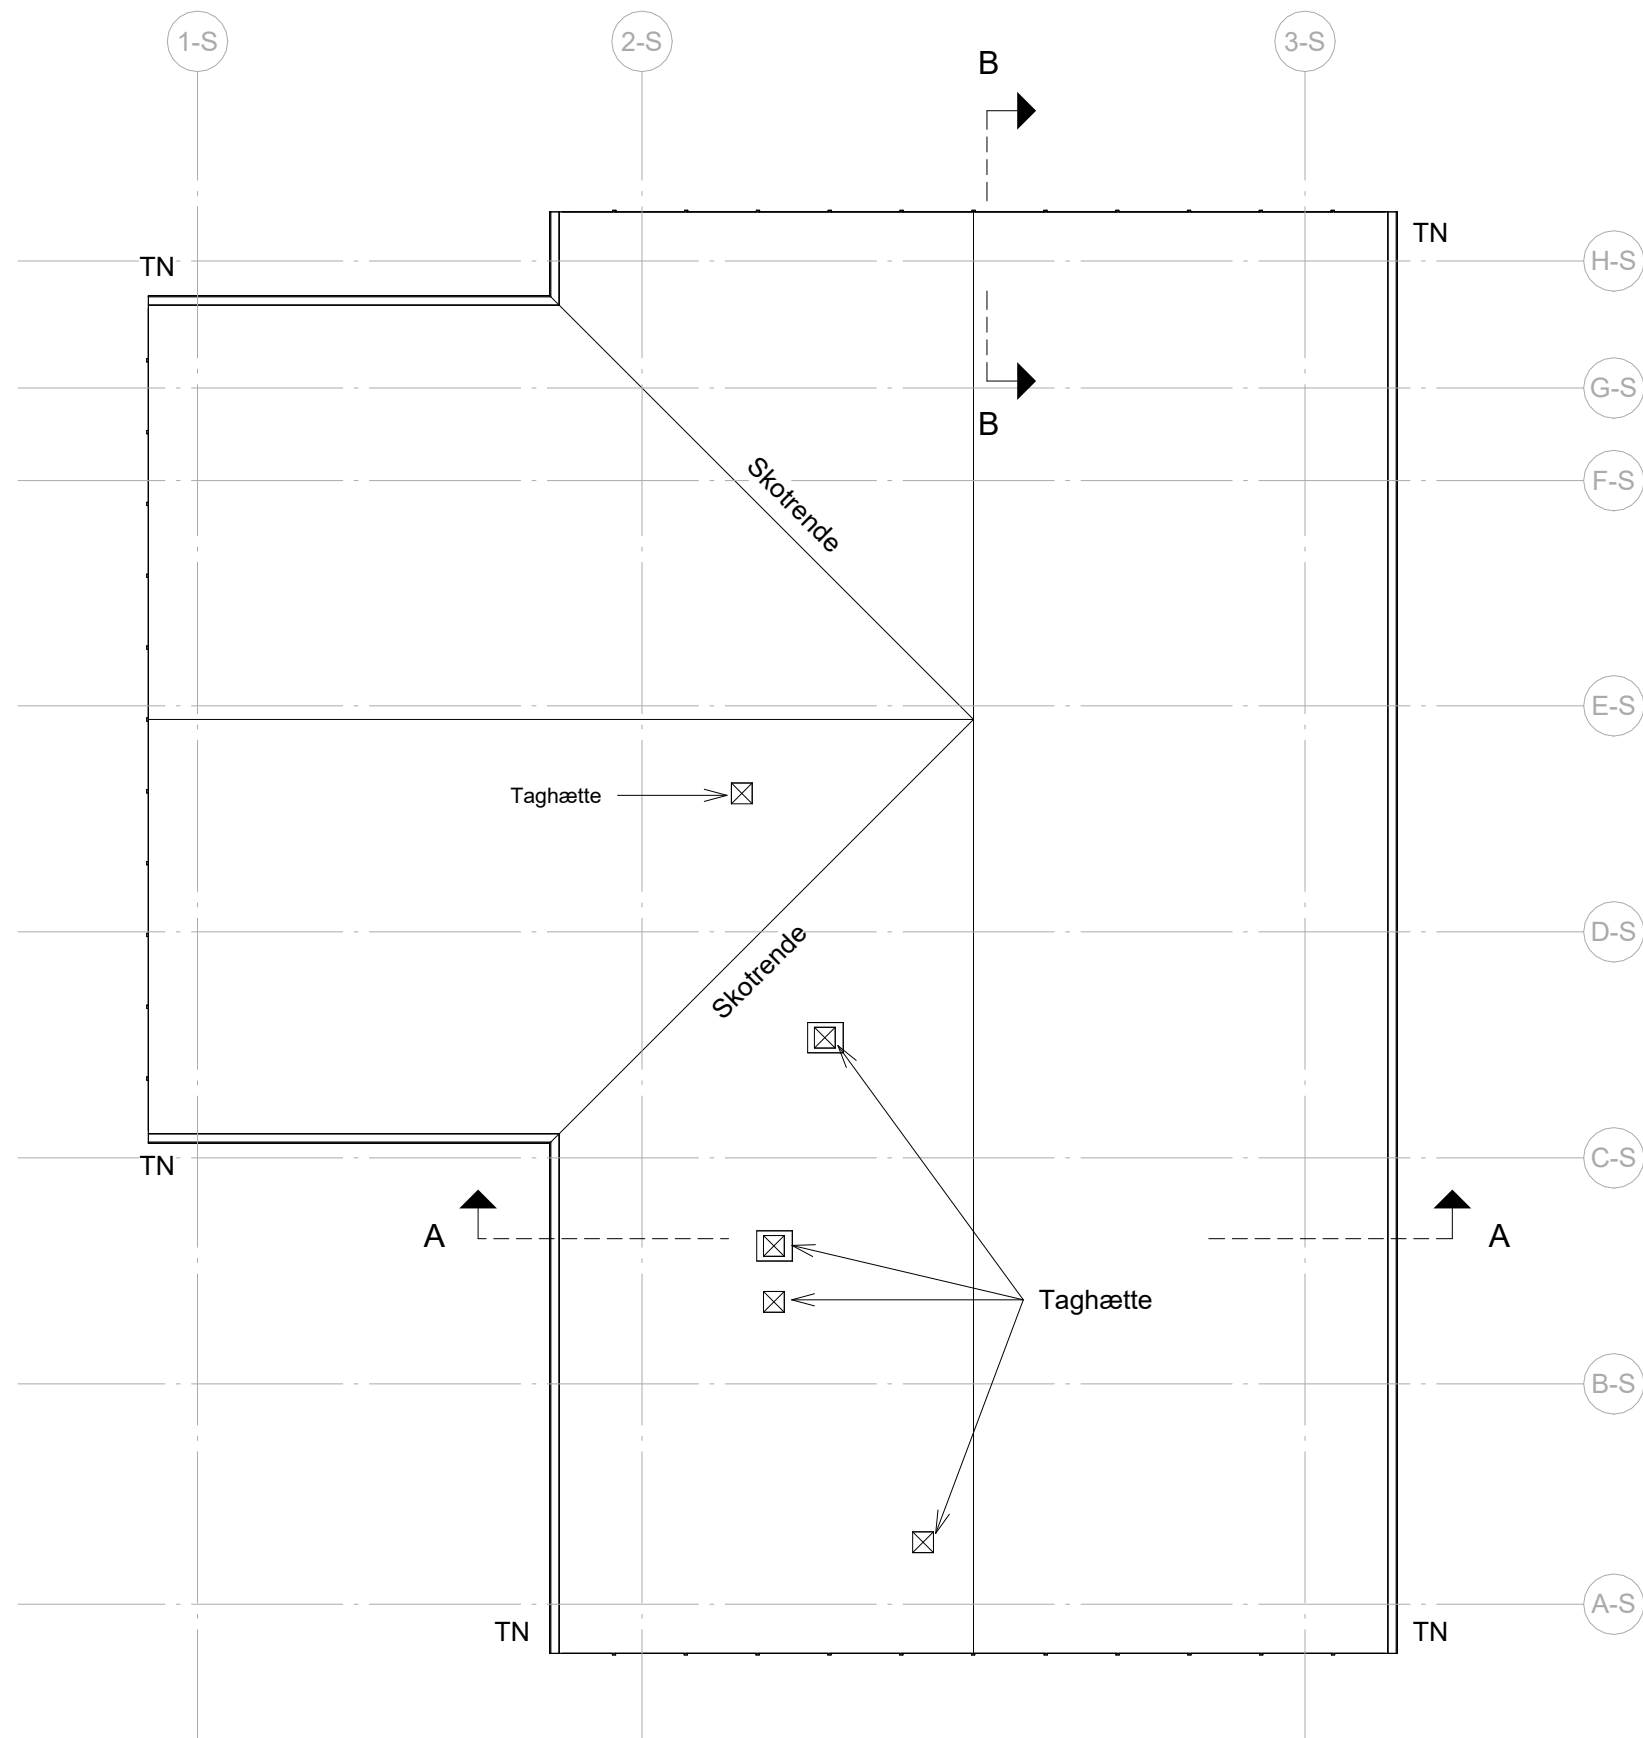 1-S
2-S
3-S
B
TN
TN
H-S
G-S
B
F-S
Skotrende
E-S
Taghætte
D-S
Skotrende
C-S
TN
A
A
Taghætte
B-S
A-S
TN
TN